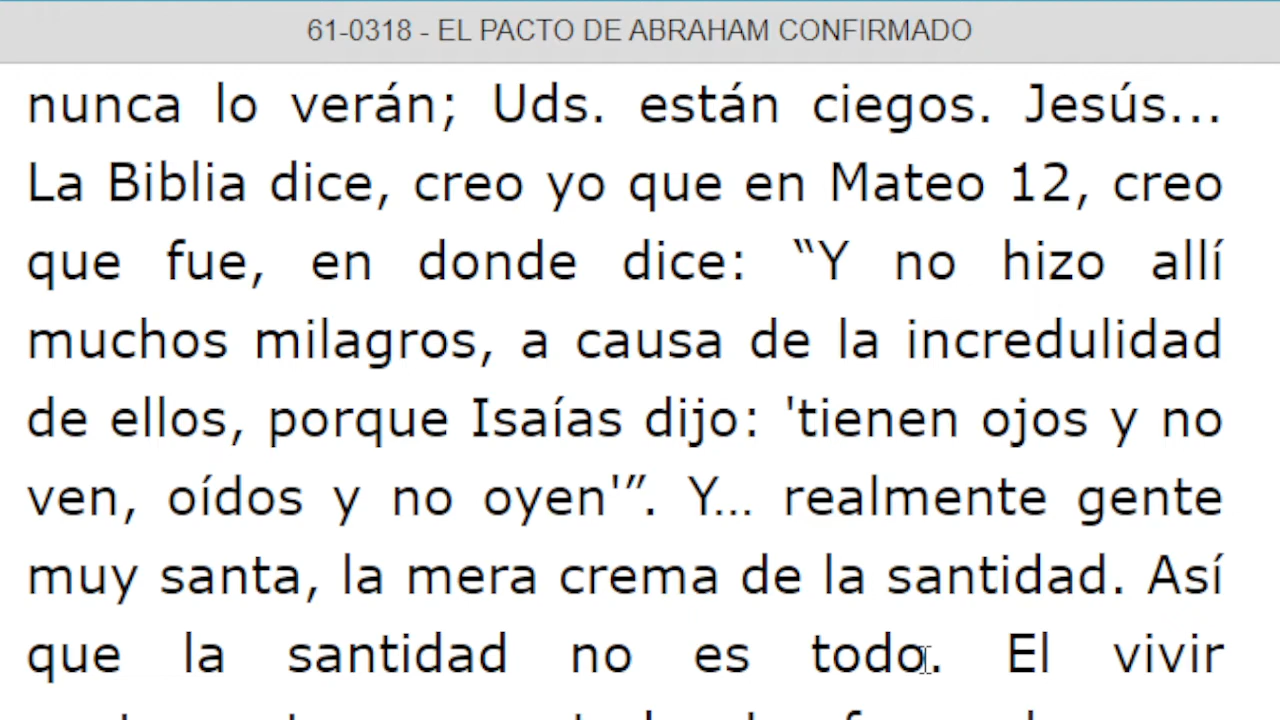 61-0318 - EL PACTO DE ABRAHAM CONFIRMADO
nunca lo verán; Uds. están ciegos. Jesús...
La Biblia dice, creo yo que en Mateo 12, creo
que fue, en donde dice: “Y no hizo allí
muchos milagros, a causa de la incredulidad
de ellos, porque Isaías dijo: 'tienen ojos y no
ven, oídos y no oyen'”. Y... realmente gente
muy santa, la mera crema de la santidad. Así
que la santidad no es todo. El vivir